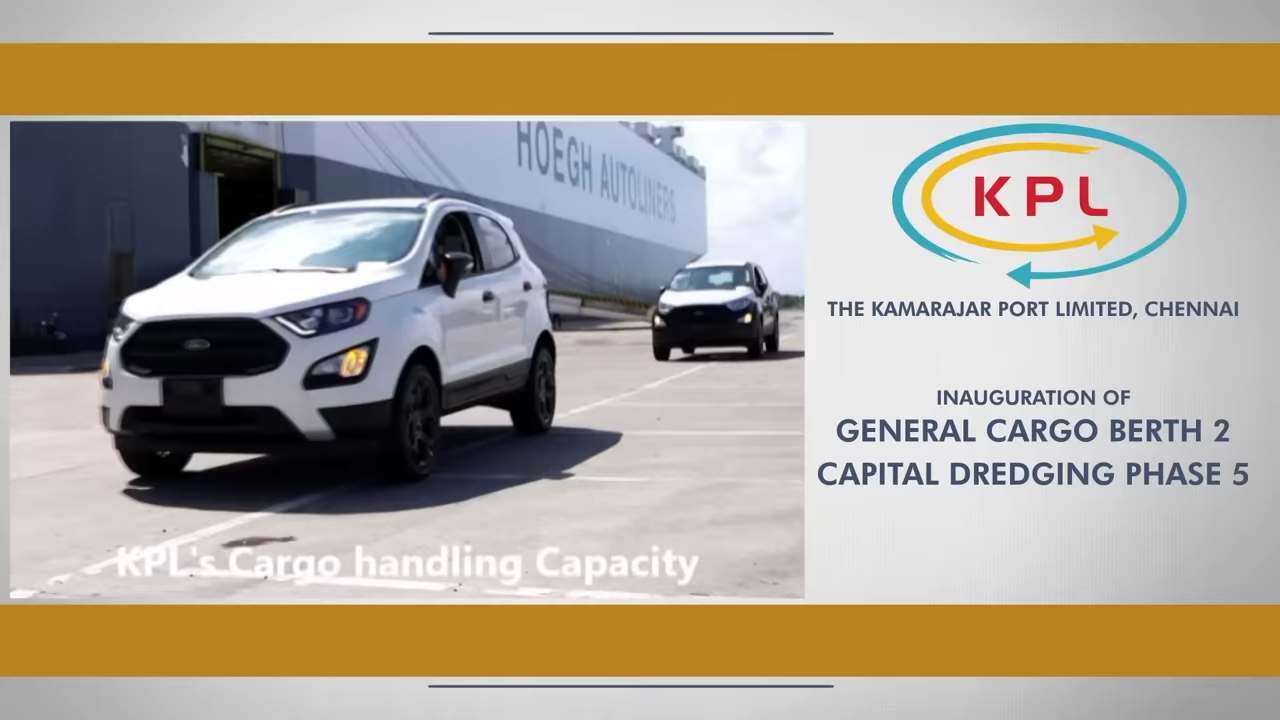 HOEGH AUTOLINERS
KPL's Cargo handling Capacity
KPL
THE KAMARAJAR PORT LIMITED, CHENNAI
INAUGURATION OF
GENERAL CARGO BERTH 2
CAPITAL DREDGING PHASE 5